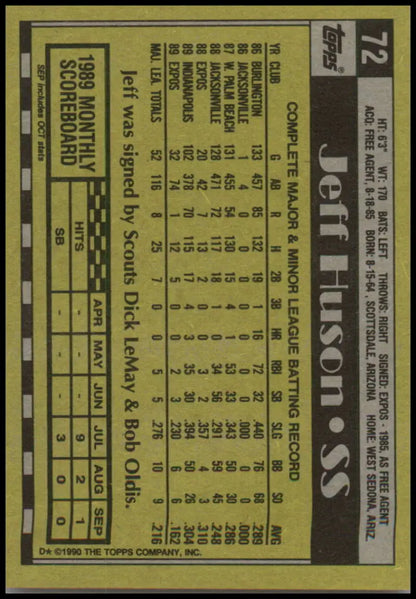 72
Topps®
Jeff Huson • SS
HT: 6'3" WT: 170 BATS: LEFT THROWS: RIGHT SIGNED: EXPOS - 1985, AS FREE AGENT
ACQ: FREE AGENT, 8-18-85 BORN: 8-15-64, SCOTTSDALE, ARIZONA HOME: WEST SEDONA, ARIZ.
COMPLETE MAJOR & MINOR LEAGUE BATTING RECORD
YR CLUB G AB R H 2B 3B HR RBI SB SLG BB SO AVG
86 BURLINGTON 133 457 85 132 19 1 16 72 32 .440 76 68 .289
86 JACKSONVILLE 1 4 0 0 0 0 0 0 0 .000 0 0 .000
87 W. PALM BEACH 131 455 54 130 15 4 1 53 33 .343 50 30 .286
88 JACKSONVILLE 128 471 72 117 18 1 0 34 56 .291 59 45 .248
88 EXPOS 20 42 7 13 2 0 0 3 2 .357 4 3 .310
89 INDIANAPOLIS 102 378 70 115 17 4 3 35 30 .394 50 26 .304
89 EXPOS 32 74 1 12 5 0 0 2 3 .230 6 6 .162
MAJ. LEA. TOTALS 52 116 8 25 7 0 0 5 5 .276 10 9 .216
Jeff was signed by Scouts Dick LeMay & Bob Oldis.
1989 MONTHLY
SCOREBOARD
SEP includes OCT stats
APR MAY JUN JUL AUG SEP
HITS - - - 9 2 1
SB - - - 3 0 0
D* ©1990 THE TOPPS COMPANY, INC.